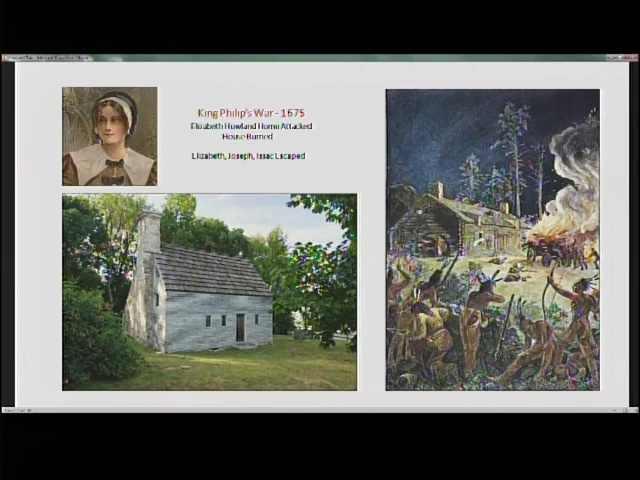 King Philip's War - 1675
Elizabeth Howland Home Attacked
House Burned
Elizabeth, Joseph, Issac Escaped